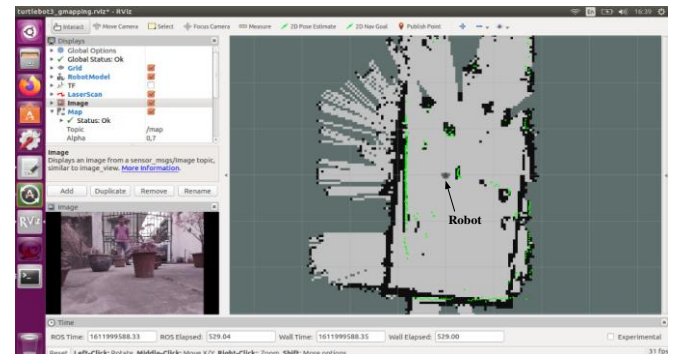 turtlebot3_gmapping.rviz* - RViz
En
16:39
Interact
Move Camera
Select
Focus Camera
Measure
2D Pose Estimate
2D Nav Goal
Publish Point
Displays
Global Options
Global Status: Ok
Grid
RobotModel
TF
LaserScan
Image
Map
Status: Ok
Topic /map
Alpha 0,7
Image
Displays an image from a sensor_msgs/Image topic,
similar to image_view. More Information.
Add Duplicate Remove Rename
Image
RViz
Robot
Time
ROS Time: 1611999588.33 ROS Elapsed: 529.04 Wall Time: 1611999588.35 Wall Elapsed: 529.00 Experimental
Reset Left-Click: Rotate. Middle-Click: Move X/Y. Right-Click: Zoom. Shift: More options. 31 fps